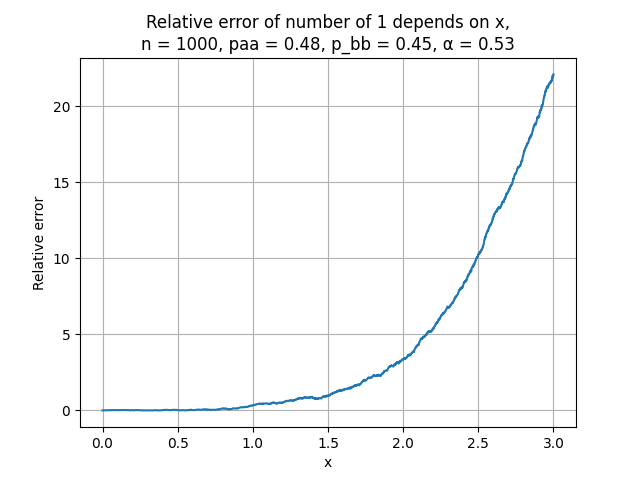 Relative error of number of 1 depends on x,
n = 1000, paa = 0.48, p_bb = 0.45, α = 0.53
Relative error
20
15
10
5
0
0.0 0.5 1.0 1.5 2.0 2.5 3.0
x